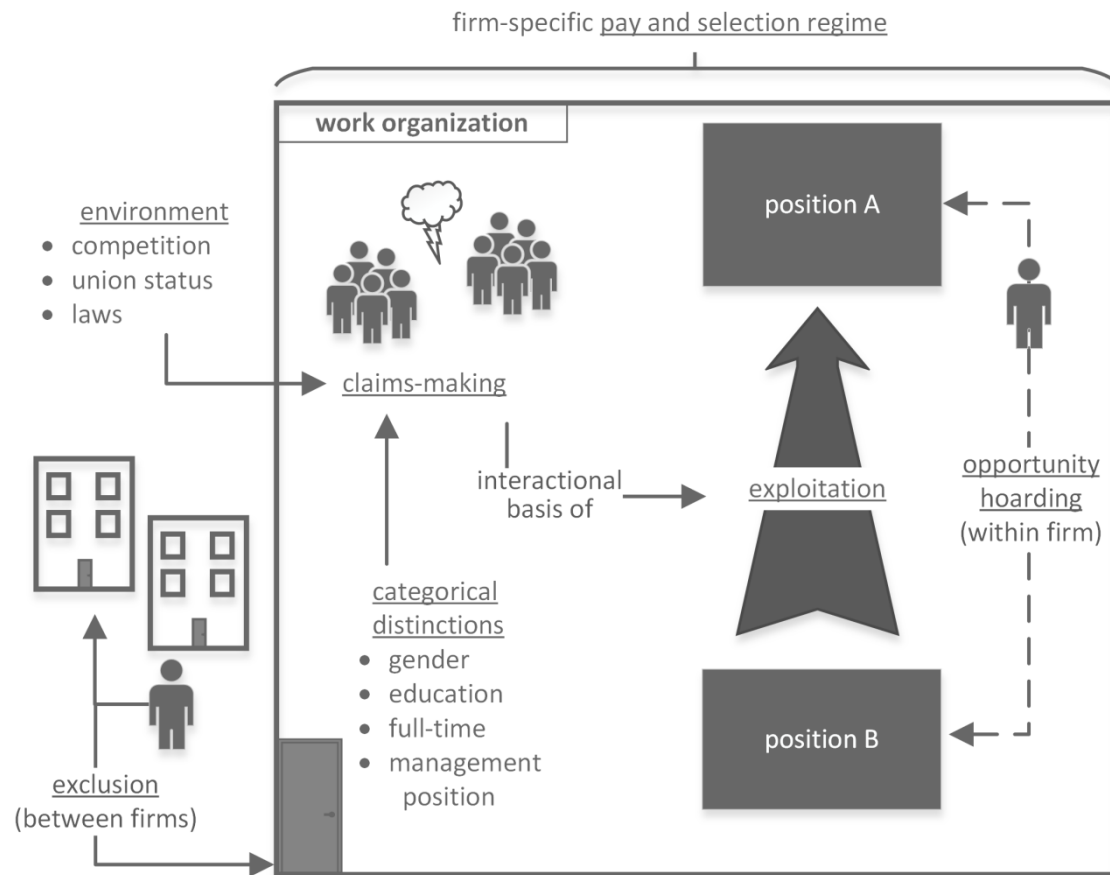 firm-specific pay and selection regime
work organization
environment
• competition
• union status
• laws
position A
claims-making
interactional
basis of
exploitation
opportunity
hoarding
(within firm)
categorical
distinctions
• gender
• education
• full-time
• management
position
position B
exclusion
(between firms)